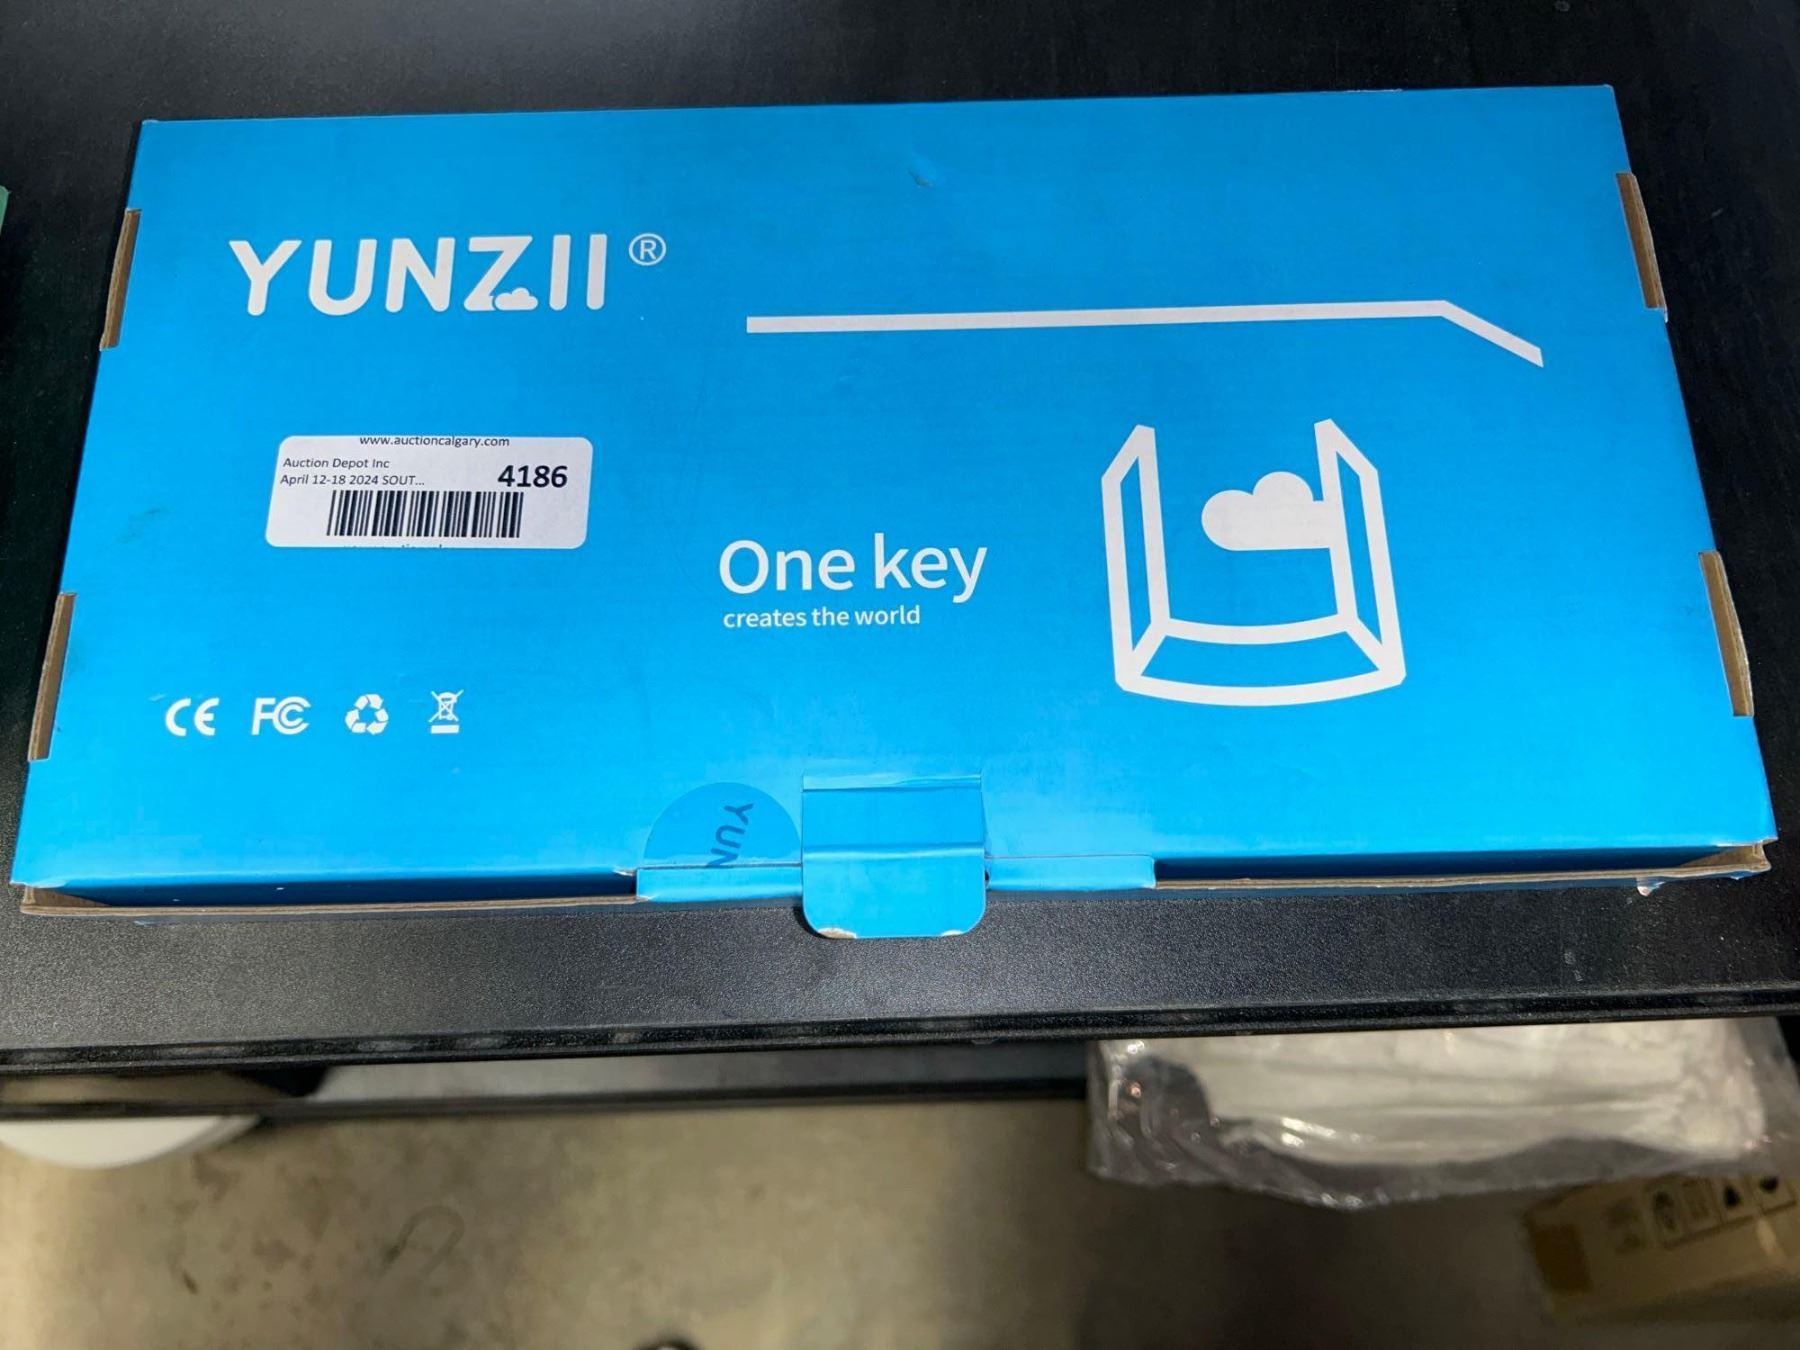 YUNZII®
www.auctioncalgary.com
Auction Depot Inc
April 12-18 2024 SOUT...
4186
One key
creates the world
CE FC
YUN